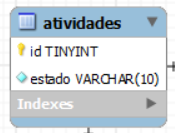 atividades
id TINYINT
estado VARCHAR(10)
Indexes